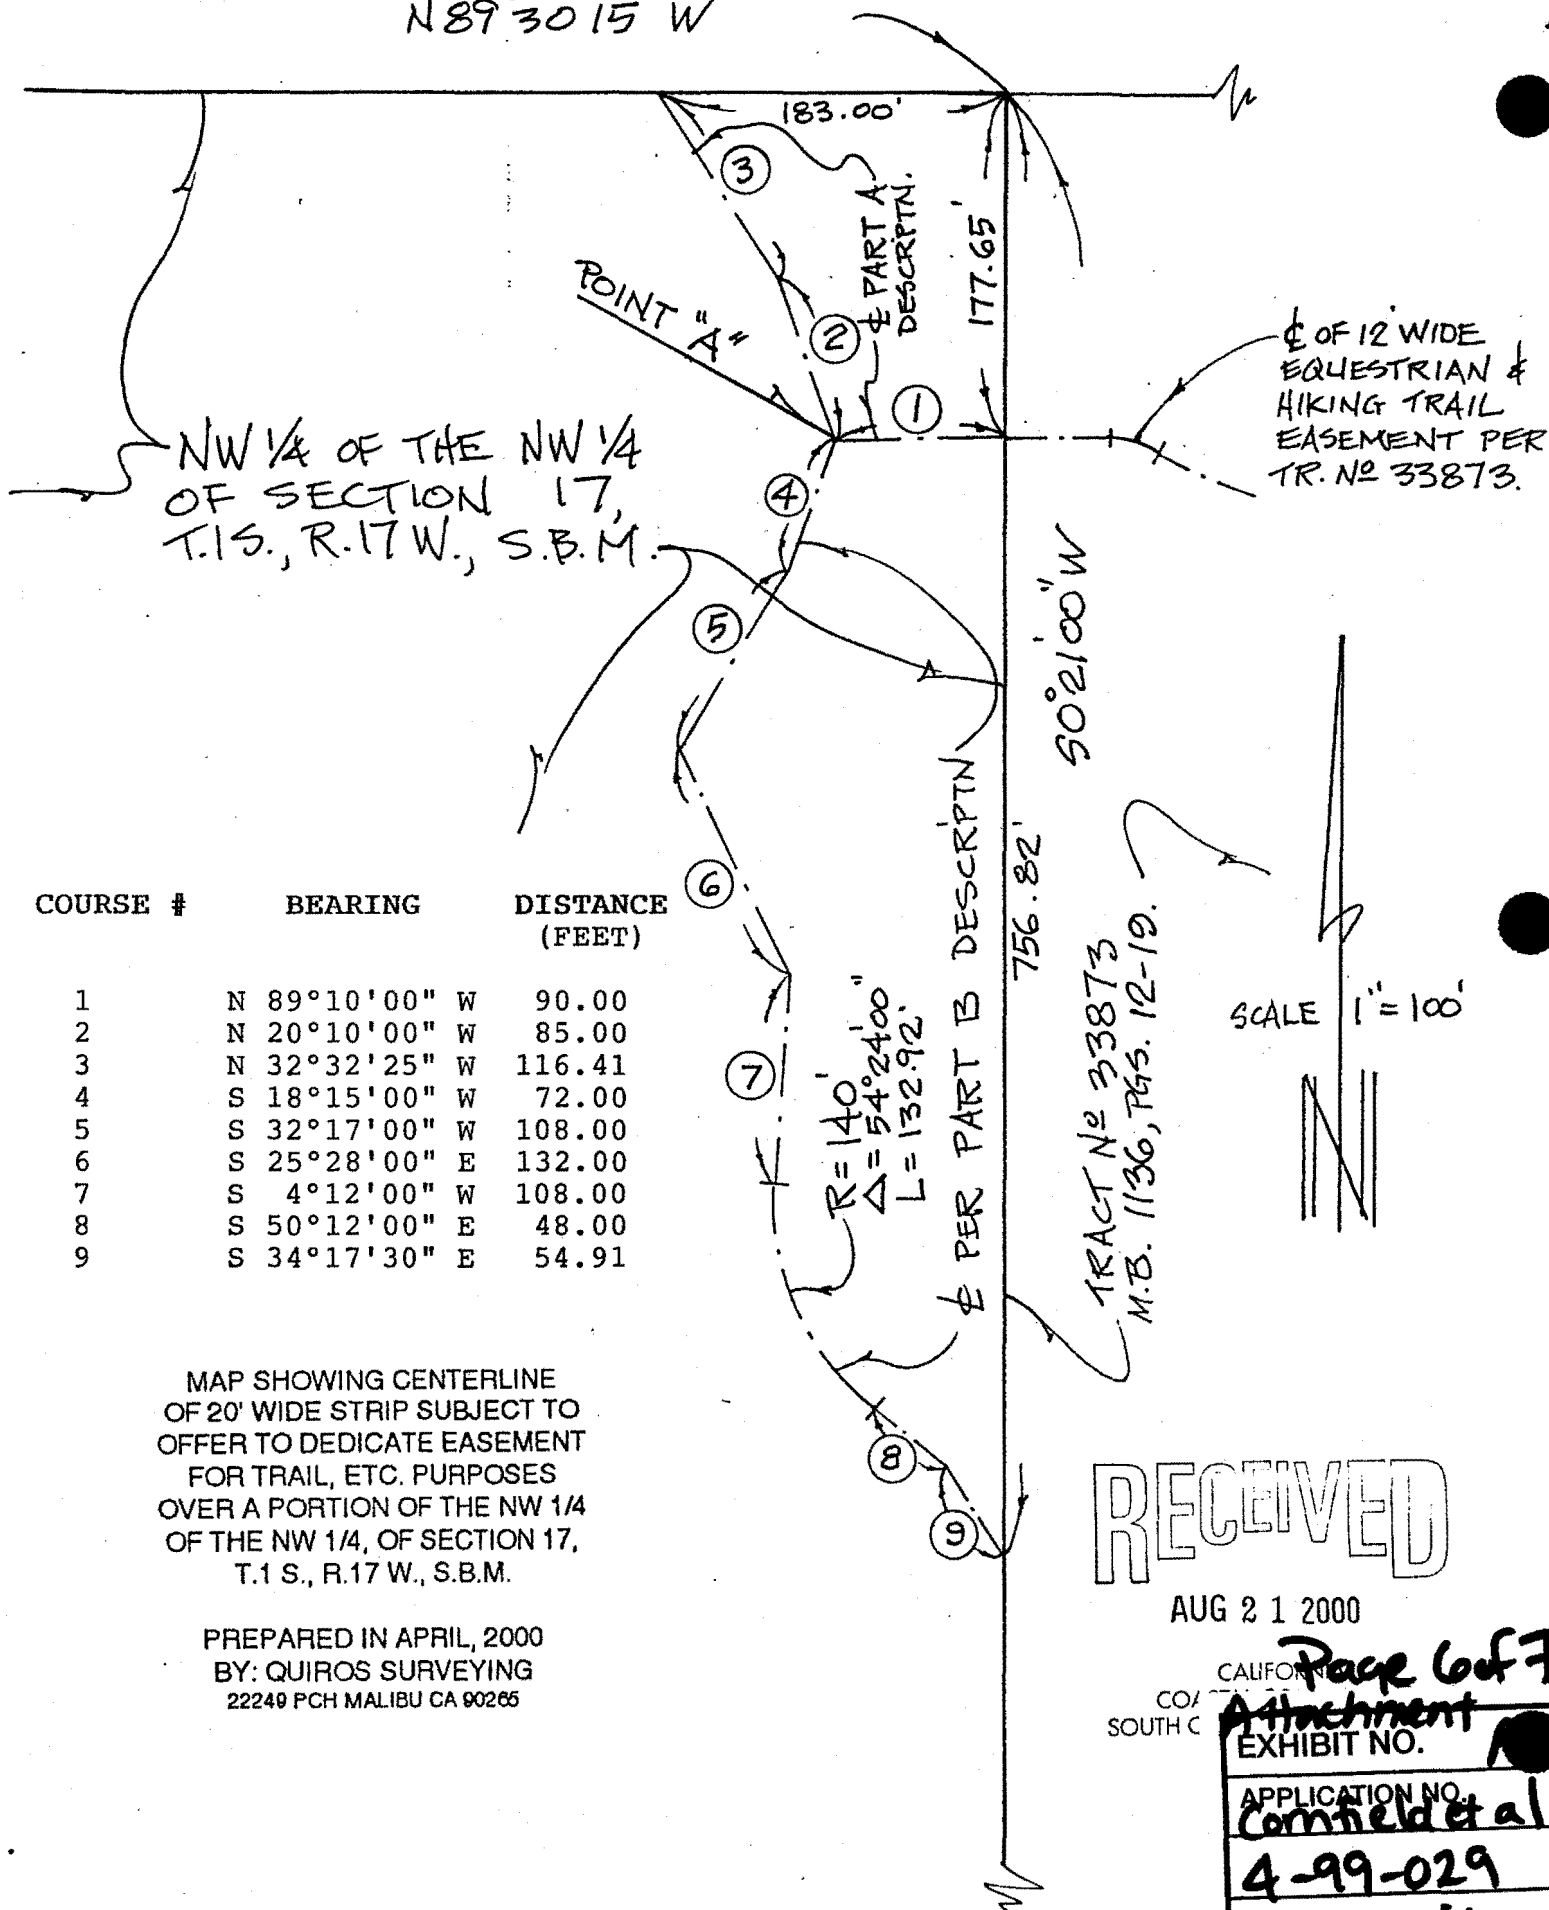 N 89 30 15 W
183.00'
3
℄ PART A
DESCRPTN.
177.65'
POINT "A"
2
1
℄ OF 12' WIDE
EQUESTRIAN &
HIKING TRAIL
EASEMENT PER
TR. Nº 33873.
NW 1/4 OF THE NW 1/4
OF SECTION 17,
T.1S., R.17W., S.B.M.
4
5
S0°21'00"W
6
COURSE # BEARING DISTANCE
(FEET)
1 N 89°10'00" W 90.00
2 N 20°10'00" W 85.00
3 N 32°32'25" W 116.41
4 S 18°15'00" W 72.00
5 S 32°17'00" W 108.00
6 S 25°28'00" E 132.00
7 S 4°12'00" W 108.00
8 S 50°12'00" E 48.00
9 S 34°17'30" E 54.91
7
R=140'
Δ=54°24'00"
L=132.92'
℄ PER PART B DESCRPTN
756.82'
TRACT Nº 33873
M.B. 1136, PGS. 12-19.
SCALE 1"=100'
N
8
9
MAP SHOWING CENTERLINE
OF 20' WIDE STRIP SUBJECT TO
OFFER TO DEDICATE EASEMENT
FOR TRAIL, ETC. PURPOSES
OVER A PORTION OF THE NW 1/4
OF THE NW 1/4, OF SECTION 17,
T.1 S., R.17 W., S.B.M.
PREPARED IN APRIL, 2000
BY: QUIROS SURVEYING
22249 PCH MALIBU CA 90265
RECEIVED
AUG 21 2000
Page 6 of 7
SOUTH C
Attachment
EXHIBIT NO.
APPLICATION NO.
Cornfield et al
4-99-029